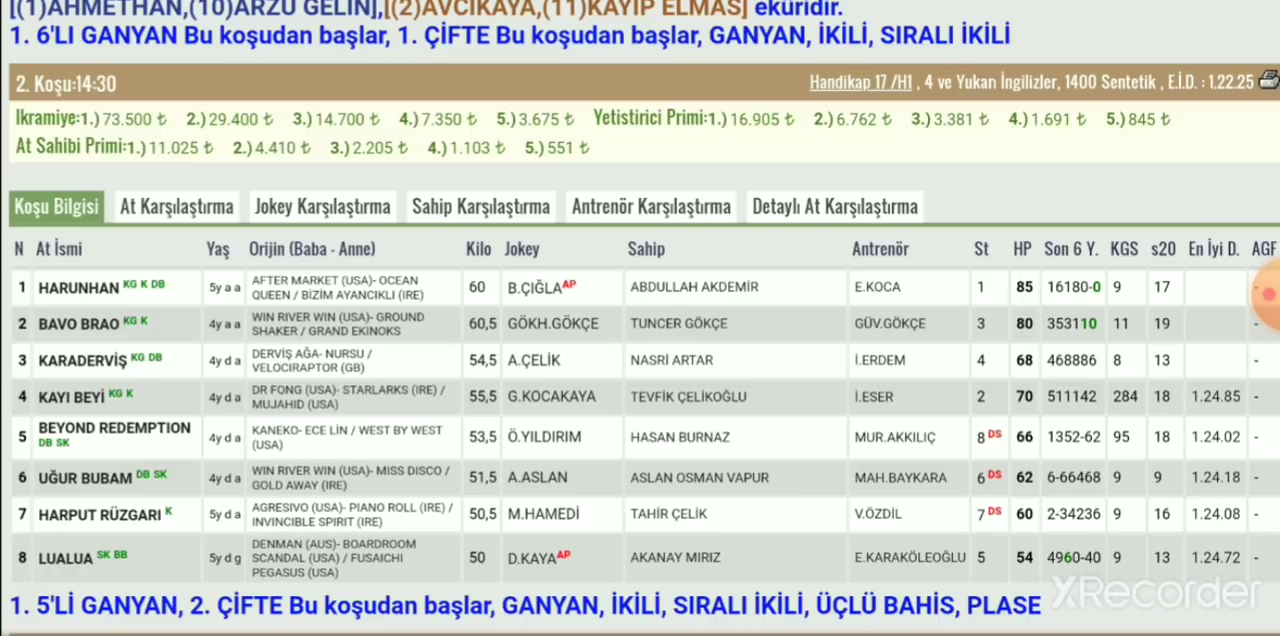 [(1)AHMETHAN,(10)ARZU GELİN],[(2)AVCIKAYA,(11)KAYIP ELMAS] eküridir.
1. 6'LI GANYAN Bu koşudan başlar, 1. ÇİFTE Bu koşudan başlar, GANYAN, İKİLİ, SIRALI İKİLİ
2. Koşu:14:30 Handikap 17 /H1 , 4 ve Yukarı İngilizler, 1400 Sentetik , E.İ.D. : 1.22.25
Ikramiye:1.) 73.500 ₺ 2.) 29.400 ₺ 3.) 14.700 ₺ 4.) 7.350 ₺ 5.) 3.675 ₺ Yetistirici Primi:1.) 16.905 ₺ 2.) 6.762 ₺ 3.) 3.381 ₺ 4.) 1.691 ₺ 5.) 845 ₺
At Sahibi Primi:1.) 11.025 ₺ 2.) 4.410 ₺ 3.) 2.205 ₺ 4.) 1.103 ₺ 5.) 551 ₺
Koşu Bilgisi At Karşılaştırma Jokey Karşılaştırma Sahip Karşılaştırma Antrenör Karşılaştırma Detaylı At Karşılaştırma
N At İsmi Yaş Orijin (Baba - Anne) Kilo Jokey Sahip Antrenör St HP Son 6 Y. KGS s20 En İyi D. AGF
1 HARUNHAN KG K DB 5y a a AFTER MARKET (USA)- OCEAN QUEEN / BİZİM AYANCIKLI (IRE) 60 B.ÇIĞLA AP ABDULLAH AKDEMİR E.KOCA 1 85 16180-0 9 17 -
2 BAVO BRAO KG K 4y a a WIN RIVER WIN (USA)- GROUND SHAKER / GRAND EKINOKS 60,5 GÖKH.GÖKÇE TUNCER GÖKÇE GÜV.GÖKÇE 3 80 353110 11 19 -
3 KARADERVİŞ KG DB 4y d a DERVİŞ AĞA- NURSU / VELOCIRAPTOR (GB) 54,5 A.ÇELİK NASRİ ARTAR İ.ERDEM 4 68 468886 8 13 -
4 KAYI BEYİ KG K 4y d a DR FONG (USA)- STARLARKS (IRE) / MUJAHID (USA) 55,5 G.KOCAKAYA TEVFİK ÇELİKOĞLU İ.ESER 2 70 511142 284 18 1.24.85 -
5 BEYOND REDEMPTION DB SK 4y d a KANEKO- ECE LİN / WEST BY WEST (USA) 53,5 Ö.YILDIRIM HASAN BURNAZ MUR.AKKILIÇ 8 DS 66 1352-62 95 18 1.24.02 -
6 UĞUR BUBAM DB SK 4y d a WIN RIVER WIN (USA)- MISS DISCO / GOLD AWAY (IRE) 51,5 A.ASLAN ASLAN OSMAN VAPUR MAH.BAYKARA 6 DS 62 6-66468 9 9 1.24.18 -
7 HARPUT RÜZGARI K 5y d a AGRESIVO (USA)- PIANO ROLL (IRE) / INVINCIBLE SPIRIT (IRE) 50,5 M.HAMEDİ TAHİR ÇELİK V.ÖZDİL 7 DS 60 2-34236 9 16 1.24.08 -
8 LUALUA SK BB 5y d g DENMAN (AUS)- BOARDROOM SCANDAL (USA) / FUSAICHI PEGASUS (USA) 50 D.KAYA AP AKANAY MIRIZ E.KARAKÖLEOĞLU 5 54 4960-40 9 13 1.24.72 -
1. 5'Lİ GANYAN, 2. ÇİFTE Bu koşudan başlar, GANYAN, İKİLİ, SIRALI İKİLİ, ÜÇLÜ BAHİS, PLASE
XRecorder